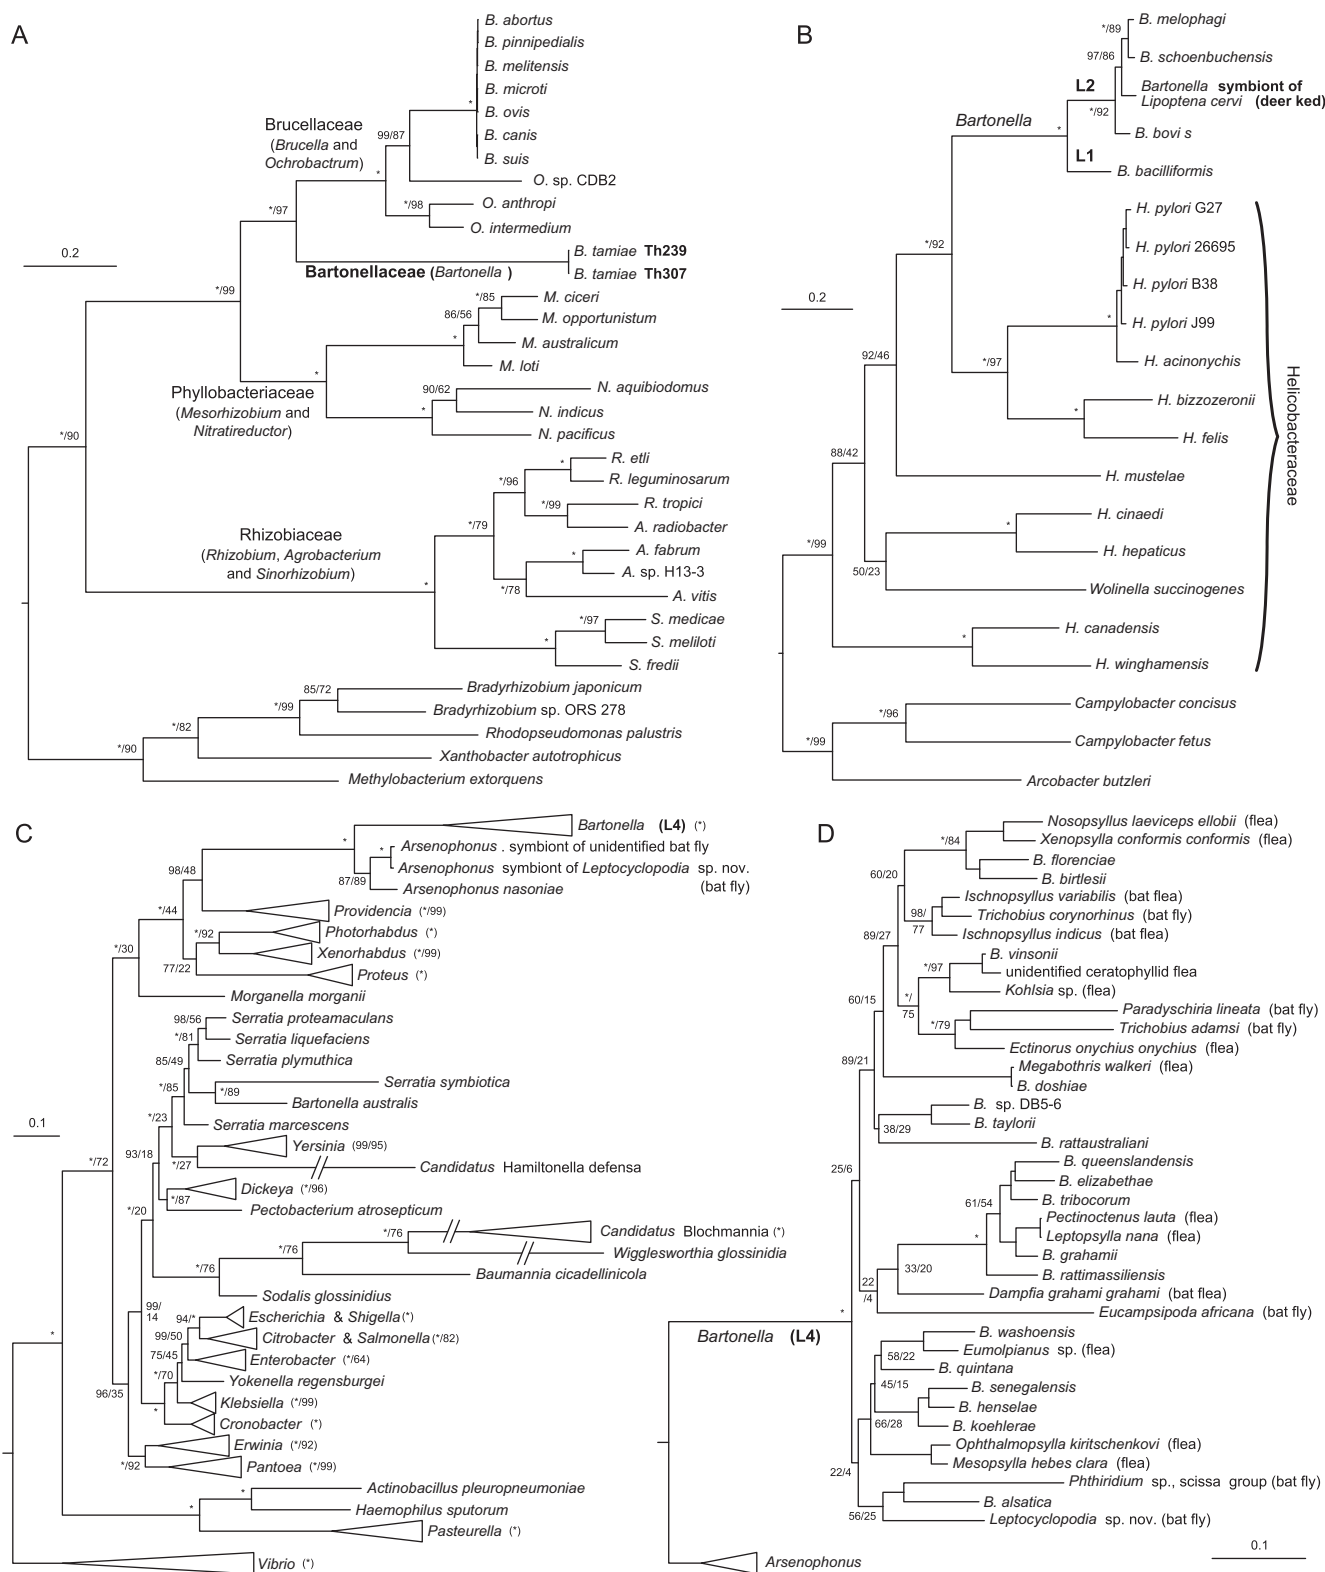 A
B. abortus
B. pinnipedialis
B. melitensis
B. microti
B. ovis
B. canis
B. suis
*
99/87
Brucellaceae
(Brucella and
Ochrobactrum)
*
O. sp. CDB2
*/98
O. anthropi
O. intermedium
*/97
0.2
B. tamiae Th239
B. tamiae Th307
Bartonellaceae (Bartonella )
*/99
*/85
M. ciceri
86/56
M. opportunistum
*
M. australicum
M. loti
*
Phyllobacteriaceae
(Mesorhizobium and
Nitratireductor)
90/62
N. aquibiodomus
*
N. indicus
N. pacificus
*/90
*
R. etli
*/96
R. leguminosarum
*/99
R. tropici
*/79
A. radiobacter
Rhizobiaceae
(Rhizobium, Agrobacterium
and Sinorhizobium)
*
A. fabrum
A. sp. H13-3
*/78
A. vitis
*
*/97
S. medicae
*
S. meliloti
S. fredii
85/72
Bradyrhizobium japonicum
*/99
Bradyrhizobium sp. ORS 278
*/82
Rhodopseudomonas palustris
*/90
Xanthobacter autotrophicus
Methylobacterium extorquens
B
B. melophagi
*/89
97/86
B. schoenbuchensis
L2
Bartonella symbiont of
Lipoptena cervi (deer ked)
*/92
Bartonella
*
B. bovi s
L1
B. bacilliformis
H. pylori G27
*/92
H. pylori 26695
H. pylori B38
0.2
*
H. pylori J99
92/46
*/97
H. acinonychis
*
H. bizzozeronii
H. felis
Helicobacteraceae
88/42
H. mustelae
*
H. cinaedi
H. hepaticus
*/99
50/23
Wolinella succinogenes
*
H. canadensis
H. winghamensis
*/96
Campylobacter concisus
*/99
Campylobacter fetus
Arcobacter butzleri
C
Bartonella (L4) (*)
*
*
Arsenophonus . symbiont of unidentified bat fly
Arsenophonus symbiont of Leptocyclopodia sp. nov.
98/48
87/89
Arsenophonus nasoniae (bat fly)
*/44
Providencia (*/99)
*/92
Photorhabdus (*)
*/30
Xenorhabdus (*/99)
77/22
Proteus (*)
Morganella morganii
98/56
Serratia proteamaculans
*/81
Serratia liquefaciens
85/49
Serratia plymuthica
*/85
Serratia symbiotica
*/89
Bartonella australis
*/23
Serratia marcescens
0.1
Yersinia (99/95)
93/18
*/27
Candidatus Hamiltonella defensa
*/72
Dickeya (*/96)
*/87
Pectobacterium atrosepticum
*/20
*/76
Candidatus Blochmannia (*)
*/76
Wigglesworthia glossinidia
*/76
Baumannia cicadellinicola
Sodalis glossinidius
99/
14
94/*
Escherichia & Shigella (*)
99/50
Citrobacter & Salmonella (*/82)
*
75/45
Enterobacter (*/64)
*/70
Yokenella regensburgei
96/35
Klebsiella (*/99)
*
Cronobacter (*)
Erwinia (*/92)
*/92
Pantoea (*/99)
*
Actinobacillus pleuropneumoniae
*
Haemophilus sputorum
Pasteurella (*)
Vibrio (*)
D
Nosopsyllus laeviceps ellobii (flea)
*/84
Xenopsylla conformis conformis (flea)
B. florenciae
60/20
B. birtlesii
Ischnopsyllus variabilis (bat flea)
98/
77
Trichobius corynorhinus (bat fly)
89/27
Ischnopsyllus indicus (bat flea)
B. vinsonii
*/97
unidentified ceratophyllid flea
Kohlsia sp. (flea)
60/15
*/
75
Paradyschiria lineata (bat fly)
*/79
Trichobius adamsi (bat fly)
Ectinorus onychius onychius (flea)
89/21
Megabothris walkeri (flea)
B. doshiae
B. sp. DB5-6
B. taylorii
38/29
B. rattaustraliani
25/6
B. queenslandensis
B. elizabethae
61/54
B. tribocorum
Pectinoctenus lauta (flea)
*
Leptopsylla nana (flea)
B. grahamii
33/20
B. rattimassiliensis
22
/4
Dampfia grahami grahami (bat flea)
Eucampsipoda africana (bat fly)
*
Bartonella (L4)
B. washoensis
58/22
Eumolpianus sp. (flea)
B. quintana
45/15
B. senegalensis
B. henselae
66/28
B. koehlerae
Ophthalmopsylla kiritschenkovi (flea)
Mesopsylla hebes clara (flea)
22/4
Phthiridium sp., scissa group (bat fly)
B. alsatica
56/25
Leptocyclopodia sp. nov. (bat fly)
0.1
Arsenophonus